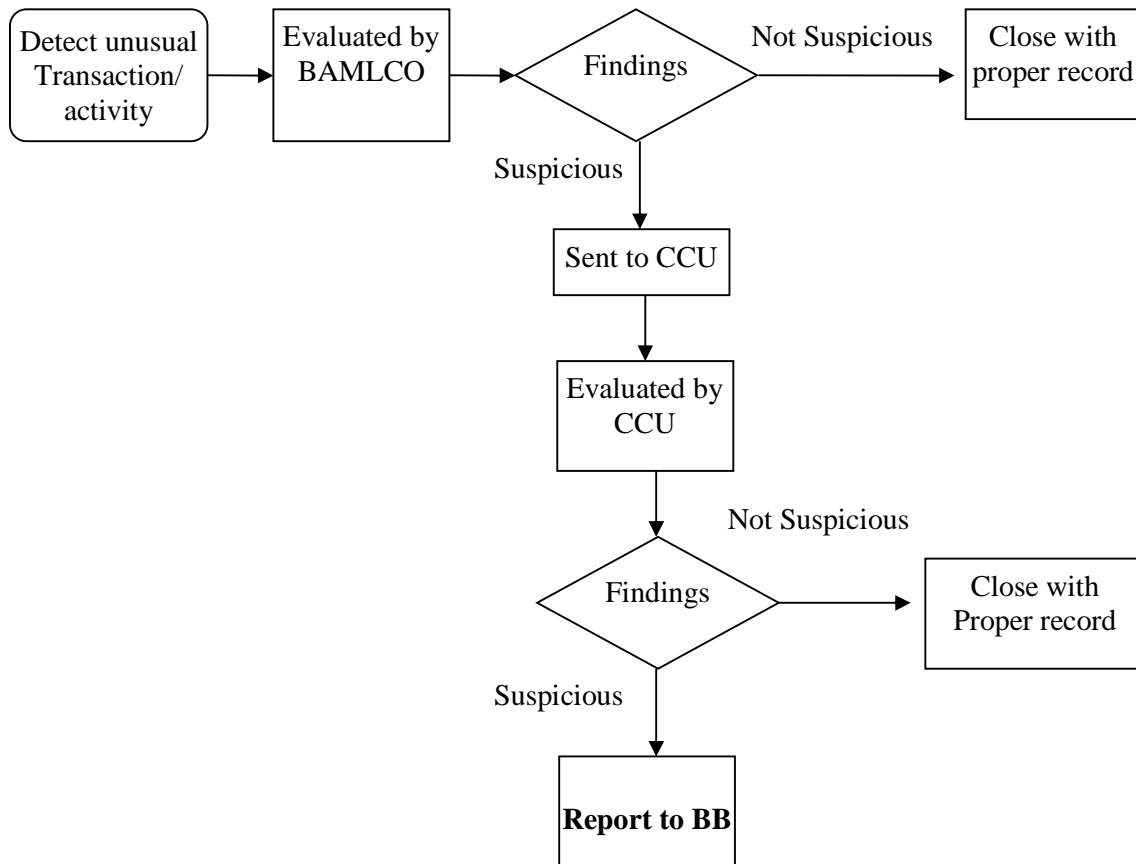 Detect unusual
Transaction/
activity
Evaluated by
BAMLCO
Findings
Not Suspicious
Close with
proper record
Suspicious
Sent to CCU
Evaluated by
CCU
Not Suspicious
Findings
Close with
Proper record
Suspicious
Report to BB